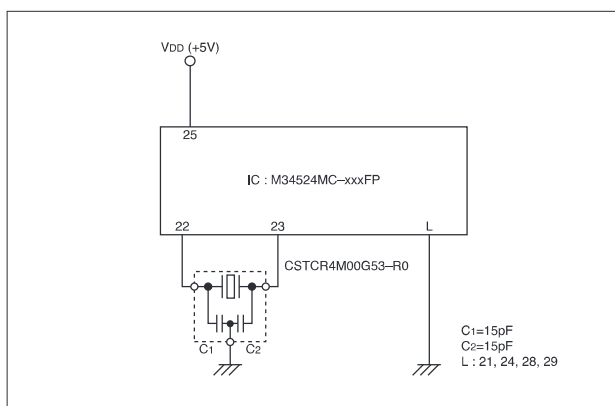 VDD (+5V)
25
IC : M34524MC–xxxFP
22
23
L
CSTCR4M00G53–R0
C1
C2
C1=15pF
C2=15pF
L : 21, 24, 28, 29